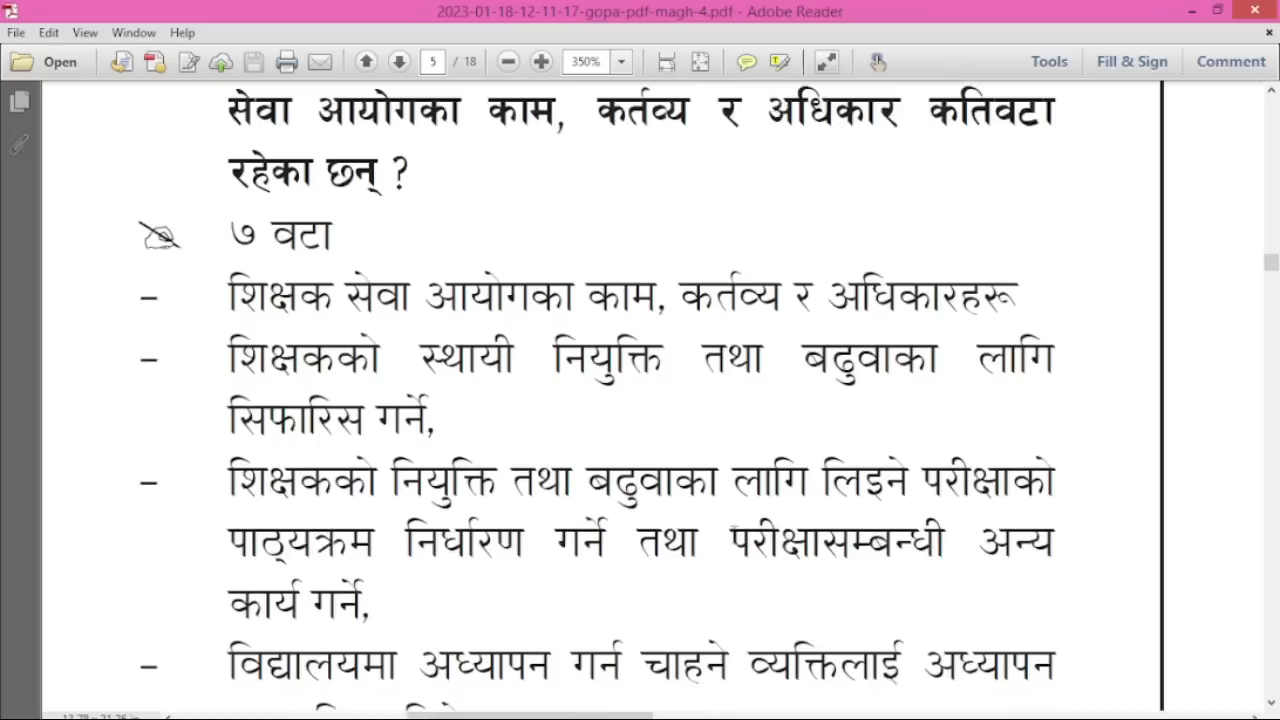 2023-01-18-12-11-17-gopa-pdf-magh-4.pdf - Adobe Reader
File Edit View Window Help
Open 5 / 18 350% Tools Fill & Sign Comment
सेवा आयोगका काम, कर्तव्य र अधिकार कतिवटा
रहेका छन् ?
७ वटा
– शिक्षक सेवा आयोगका काम, कर्तव्य र अधिकारहरू
– शिक्षकको स्थायी नियुक्ति तथा बढुवाका लागि
सिफारिस गर्ने,
– शिक्षकको नियुक्ति तथा बढुवाका लागि लिइने परीक्षाको
पाठ्यक्रम निर्धारण गर्ने तथा परीक्षासम्बन्धी अन्य
कार्य गर्ने,
– विद्यालयमा अध्यापन गर्न चाहने व्यक्तिलाई अध्यापन